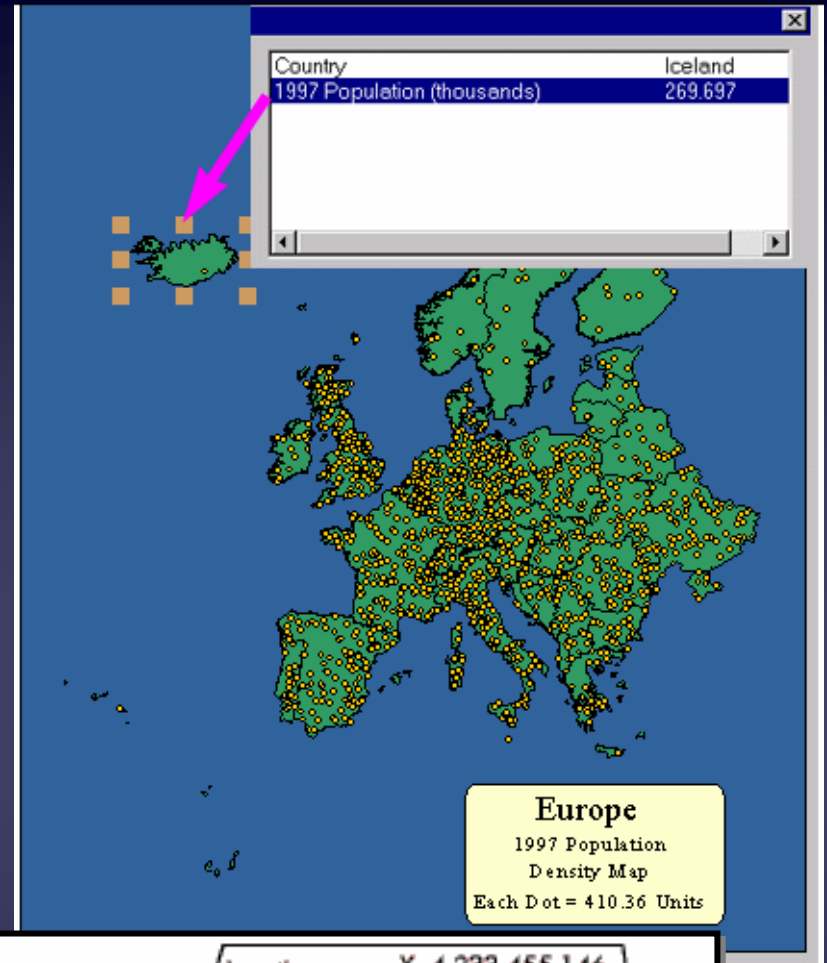 Country Iceland
1997 Population (thousands) 269.697
Europe
1997 Population
Density Map
Each Dot = 410.36 Units